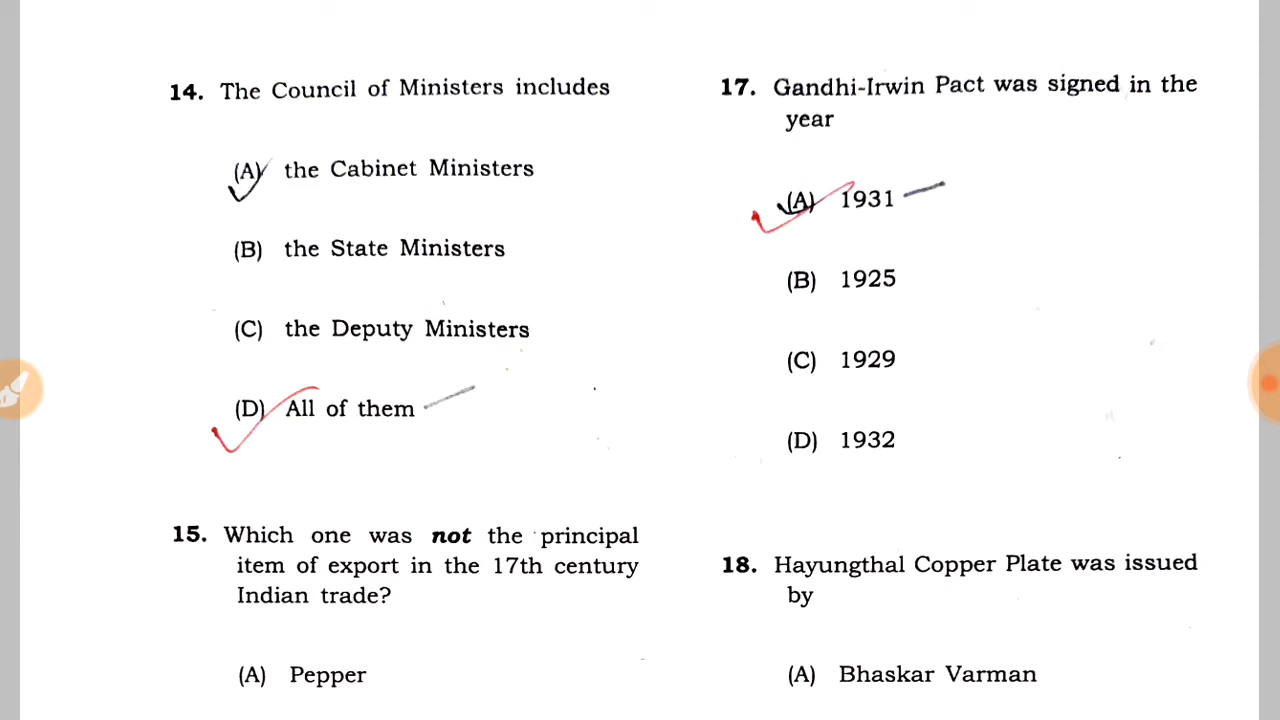 14. The Council of Ministers includes
(A) the Cabinet Ministers
(B) the State Ministers
(C) the Deputy Ministers
(D) All of them
15. Which one was not the principal
item of export in the 17th century
Indian trade?
(A) Pepper
17. Gandhi-Irwin Pact was signed in the
year
(A) 1931
(B) 1925
(C) 1929
(D) 1932
18. Hayungthal Copper Plate was issued
by
(A) Bhaskar Varman